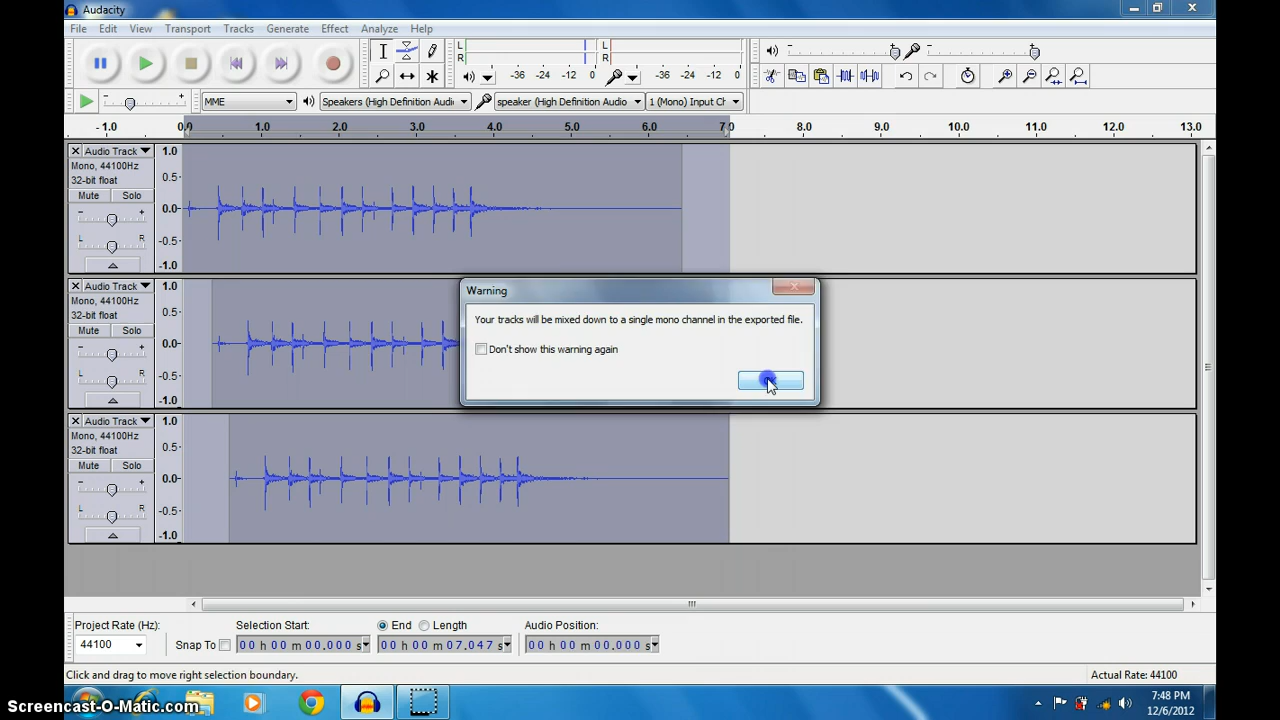 Audacity
File Edit View Transport Tracks Generate Effect Analyze Help
L
R
-36 -24 -12 0
L
R
-36 -24 -12 0
MME
Speakers (High Definition Audio
speaker (High Definition Audio
1 (Mono) Input Ch
-1.0 0.0 1.0 2.0 3.0 4.0 5.0 6.0 7.0 8.0 9.0 10.0 11.0 12.0 13.0
Audio Track
Mono, 44100Hz
32-bit float
Mute Solo
- +
L R
1.0
0.5
0.0
-0.5
-1.0
Audio Track
Mono, 44100Hz
32-bit float
Mute Solo
- +
L R
1.0
0.5
0.0
-0.5
-1.0
Warning
Your tracks will be mixed down to a single mono channel in the exported file.
Don't show this warning again
Audio Track
Mono, 44100Hz
32-bit float
Mute Solo
- +
L R
1.0
0.5
0.0
-0.5
-1.0
Project Rate (Hz):
44100
Snap To
Selection Start:
00 h 00 m 00.000 s
End Length
00 h 00 m 07.047 s
Audio Position:
00 h 00 m 00.000 s
Click and drag to move right selection boundary.
Actual Rate: 44100
Screencast-O-Matic.com
7:48 PM
12/6/2012